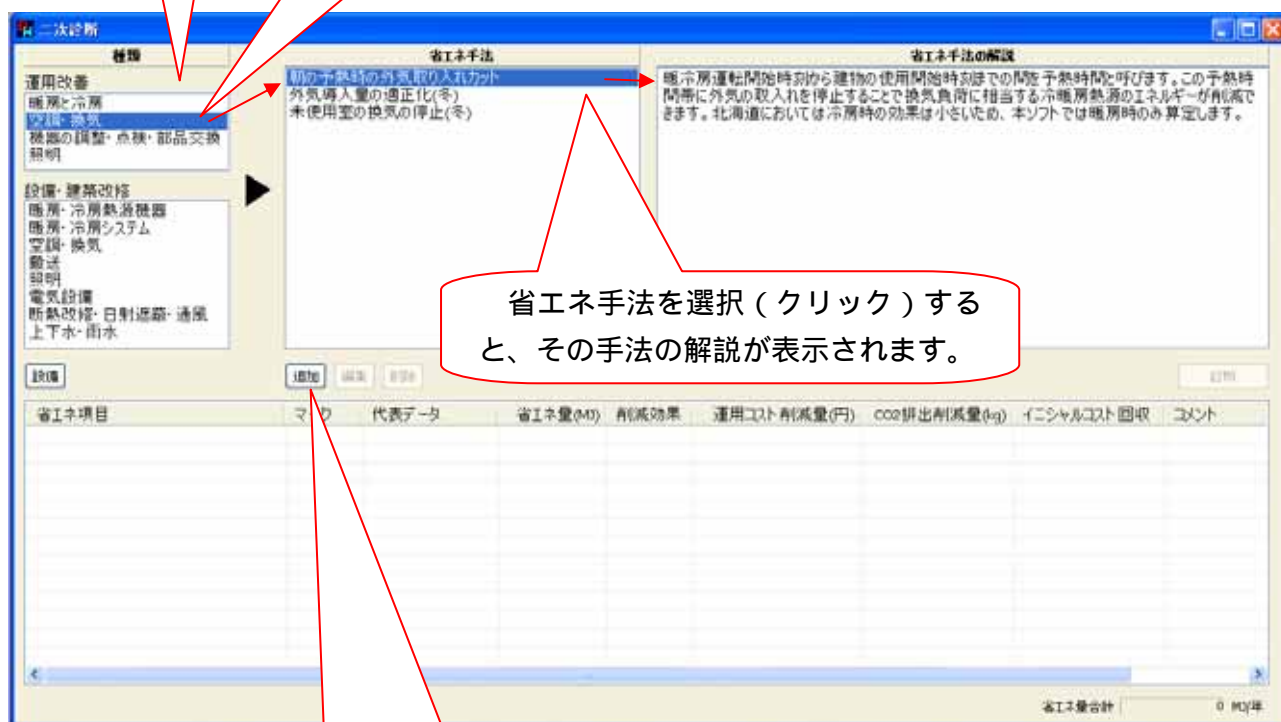 二次診断
種類
省エネ手法
省エネ手法の解説
運用改善
暖房と冷房
空調・換気
機器の調整・点検・部品交換
照明
設備・建築改修
暖房・冷房熱源機器
暖房・冷房システム
空調・換気
搬送
照明
電気設備
断熱改修・日射遮蔽・通風
上下水・雨水
朝の予熱時の外気取り入れカット
外気導入量の適正化(冬)
未使用室の換気の停止(冬)
暖冷房運転開始時刻から建物の使用開始時刻までの間を予熱時間と呼びます。この予熱時
間帯に外気の取入れを停止することで換気負荷に相当する冷暖房熱源のエネルギーが削減で
きます。北海道においては冷房時の効果は小さいため、本ソフトでは暖房時のみ算定します。
省エネ手法を選択（クリック）する
と、その手法の解説が表示されます。
設備
追加
編集
削除
省エネ項目
代表データ
省エネ量(MJ)
削減効果
運用コスト削減量(円)
CO2排出削減量(kg)
イニシャルコスト回収
コメント
省エネ量合計
0 MJ/年